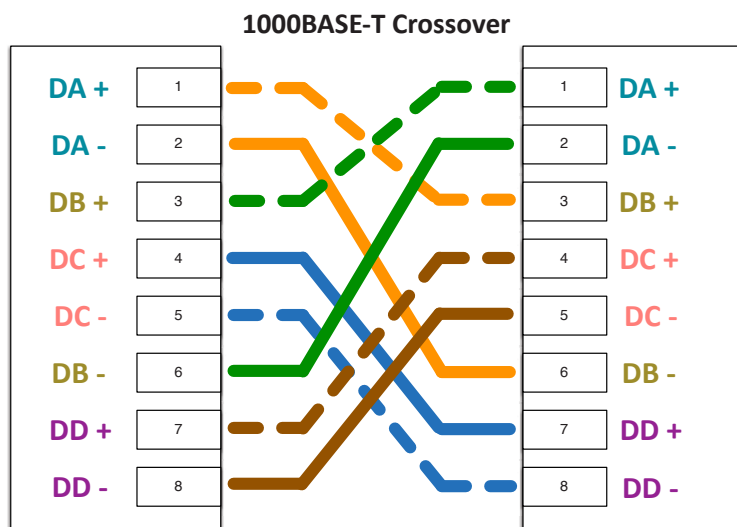 1000BASE-T Crossover
DA + 1 1 DA +
DA - 2 2 DA -
DB + 3 3 DB +
DC + 4 4 DC +
DC - 5 5 DC -
DB - 6 6 DB -
DD + 7 7 DD +
DD - 8 8 DD -